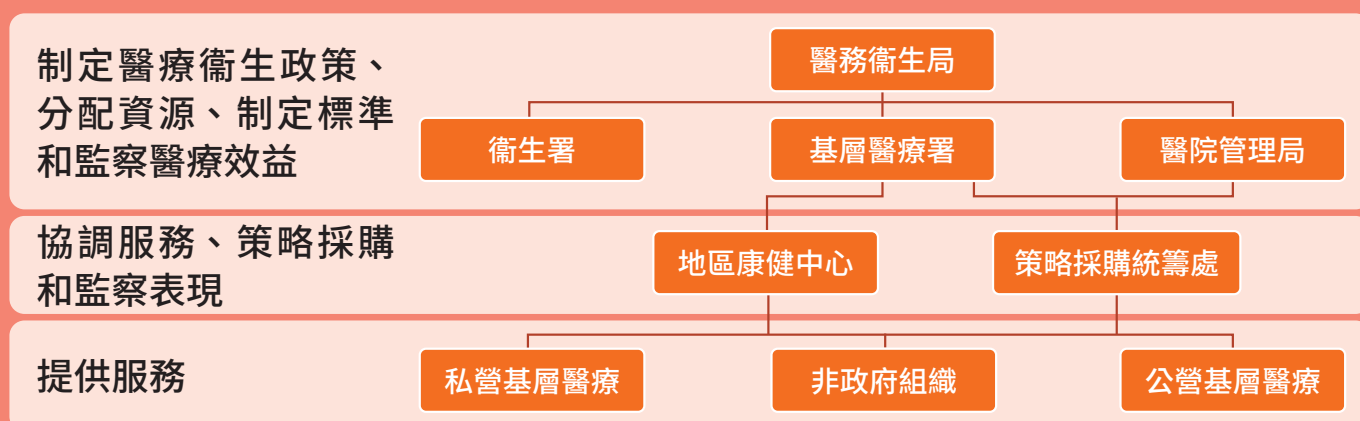 制定醫療衞生政策、
分配資源、制定標準
和監察醫療效益
醫務衞生局
衞生署
基層醫療署
醫院管理局
協調服務、策略採購
和監察表現
地區康健中心
策略採購統籌處
提供服務
私營基層醫療
非政府組織
公營基層醫療